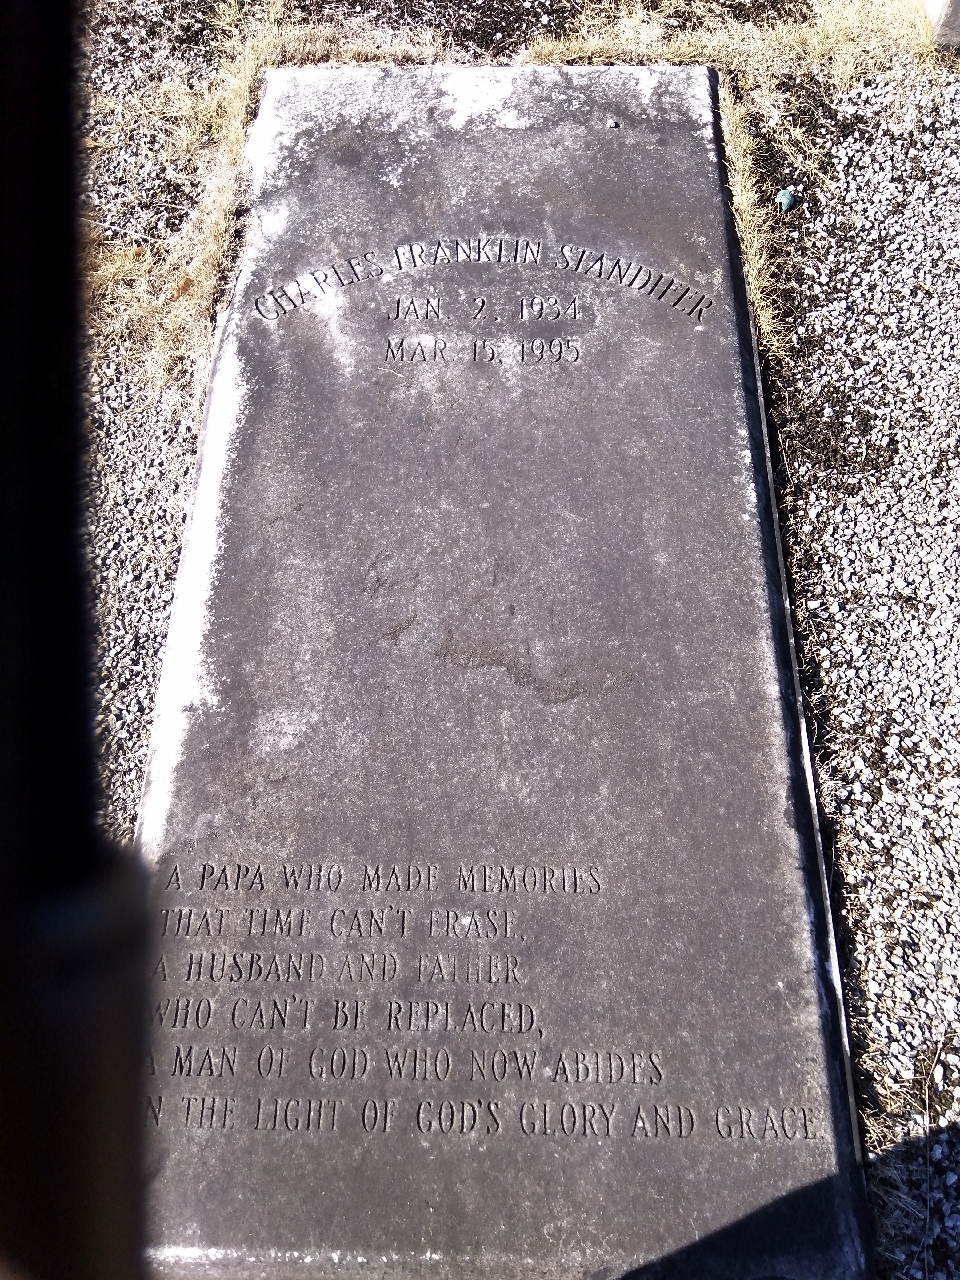 CHARLES FRANKLIN STANDIFER
JAN. 2, 1934
MAR 15, 1995
A PAPA WHO MADE MEMORIES
THAT TIME CAN'T ERASE,
A HUSBAND AND FATHER
WHO CAN'T BE REPLACED,
A MAN OF GOD WHO NOW ABIDES
IN THE LIGHT OF GOD'S GLORY AND GRACE.